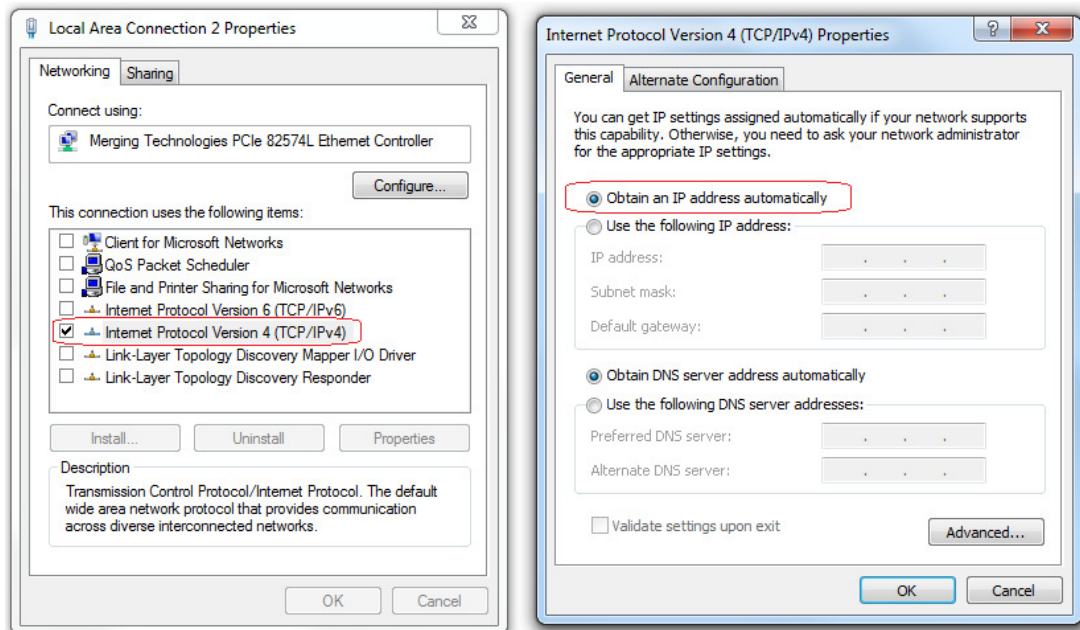 Local Area Connection 2 Properties
Networking
Sharing
Connect using:
Merging Technologies PCIe 82574L Ethernet Controller
Configure...
This connection uses the following items:
Client for Microsoft Networks
QoS Packet Scheduler
File and Printer Sharing for Microsoft Networks
Internet Protocol Version 6 (TCP/IPv6)
Internet Protocol Version 4 (TCP/IPv4)
Link-Layer Topology Discovery Mapper I/O Driver
Link-Layer Topology Discovery Responder
Install...
Uninstall
Properties
Description
Transmission Control Protocol/Internet Protocol. The default
wide area network protocol that provides communication
across diverse interconnected networks.
OK
Cancel
Internet Protocol Version 4 (TCP/IPv4) Properties
General
Alternate Configuration
You can get IP settings assigned automatically if your network supports
this capability. Otherwise, you need to ask your network administrator
for the appropriate IP settings.
Obtain an IP address automatically
Use the following IP address:
IP address:
Subnet mask:
Default gateway:
Obtain DNS server address automatically
Use the following DNS server addresses:
Preferred DNS server:
Alternate DNS server:
Validate settings upon exit
Advanced...
OK
Cancel